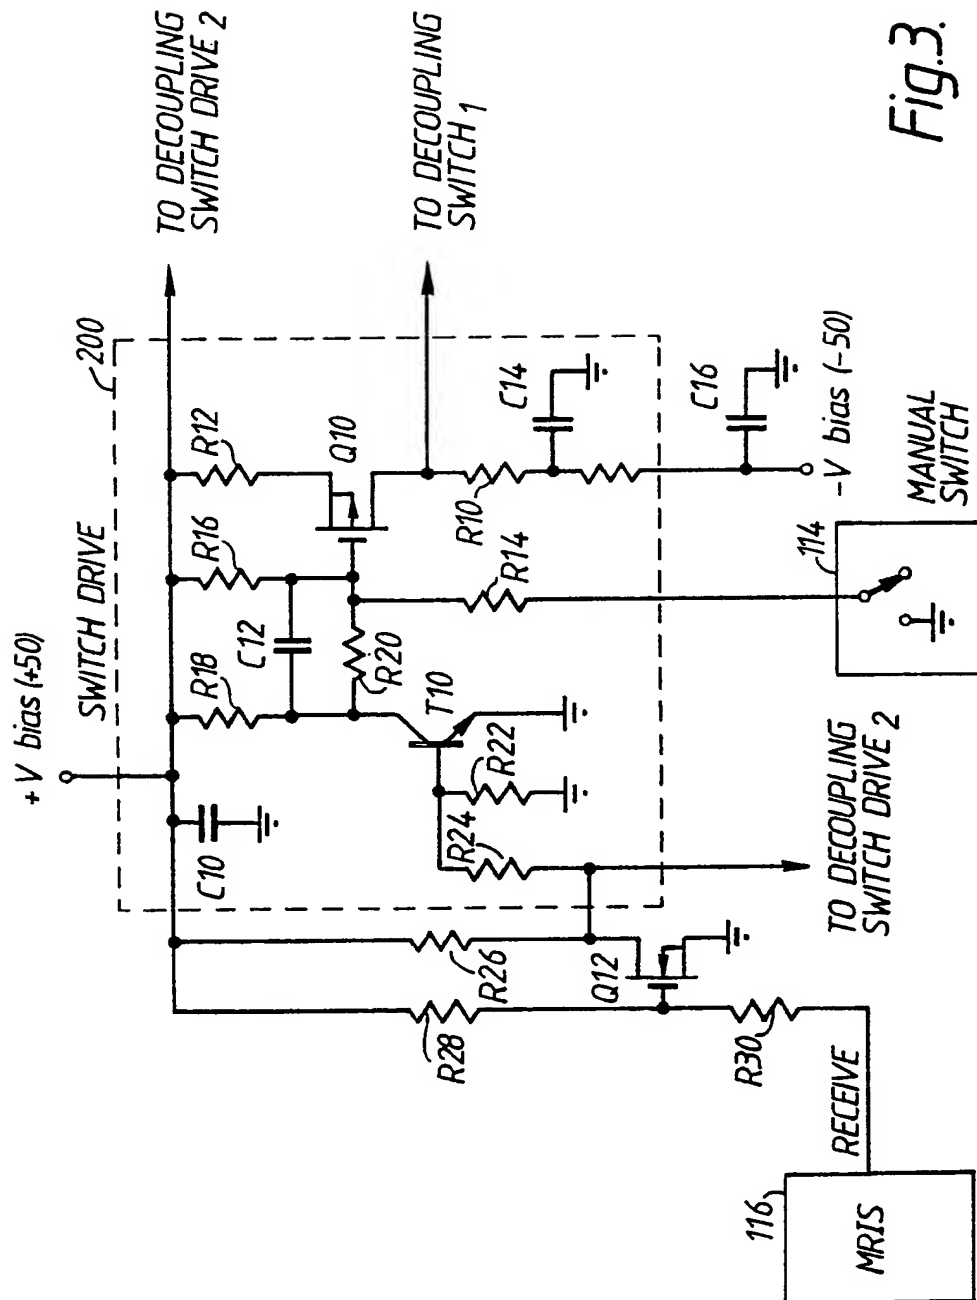 +V bias (+50)
SWITCH DRIVE
200
TO DECOUPLING
SWITCH DRIVE 2
C10
R18
R16
R12
C12
Q10
R20
T10
R22
R24
R14
R10
C14
TO DECOUPLING
SWITCH 1
C16
-V bias (-50)
R28
R26
Q12
R30
TO DECOUPLING
SWITCH DRIVE 2
114
MANUAL
SWITCH
116
MRIS
RECEIVE
Fig.3.